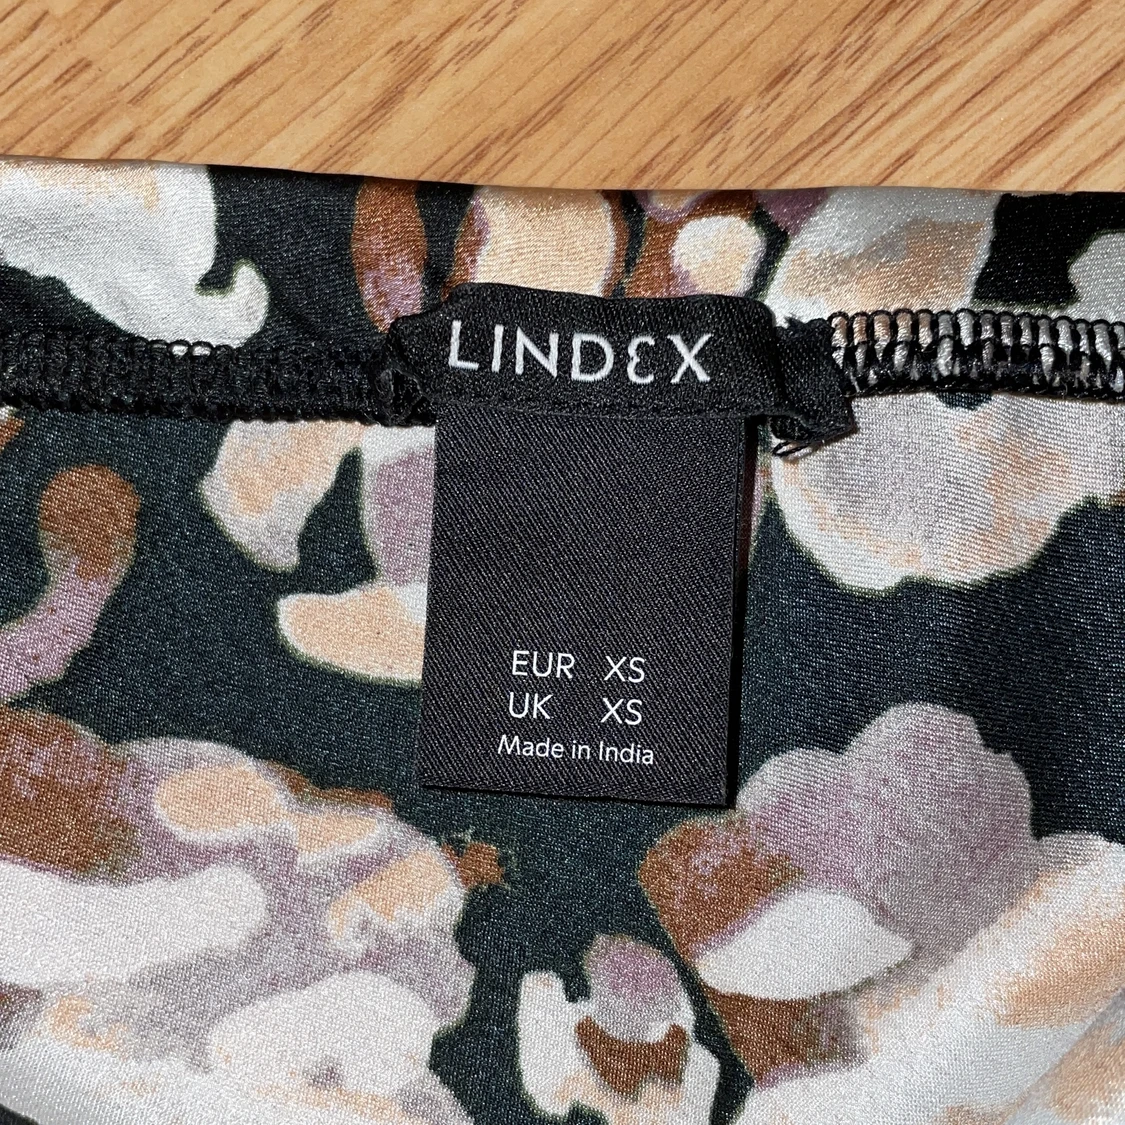 LINDEX
EUR XS
UK XS
Made in India